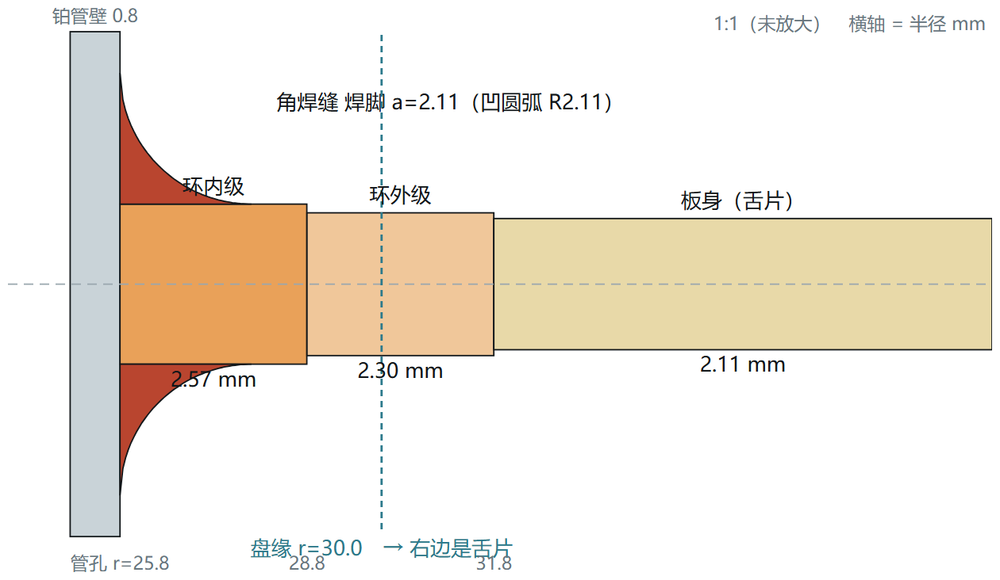 铂管壁 0.8
1:1（未放大） 横轴 = 半径 mm
角焊缝 焊脚 a=2.11（凹圆弧 R2.11）
环内级
环外级
板身（舌片）
2.57 mm
2.30 mm
2.11 mm
盘缘 r=30.0 → 右边是舌片
管孔 r=25.8
28.8
31.8